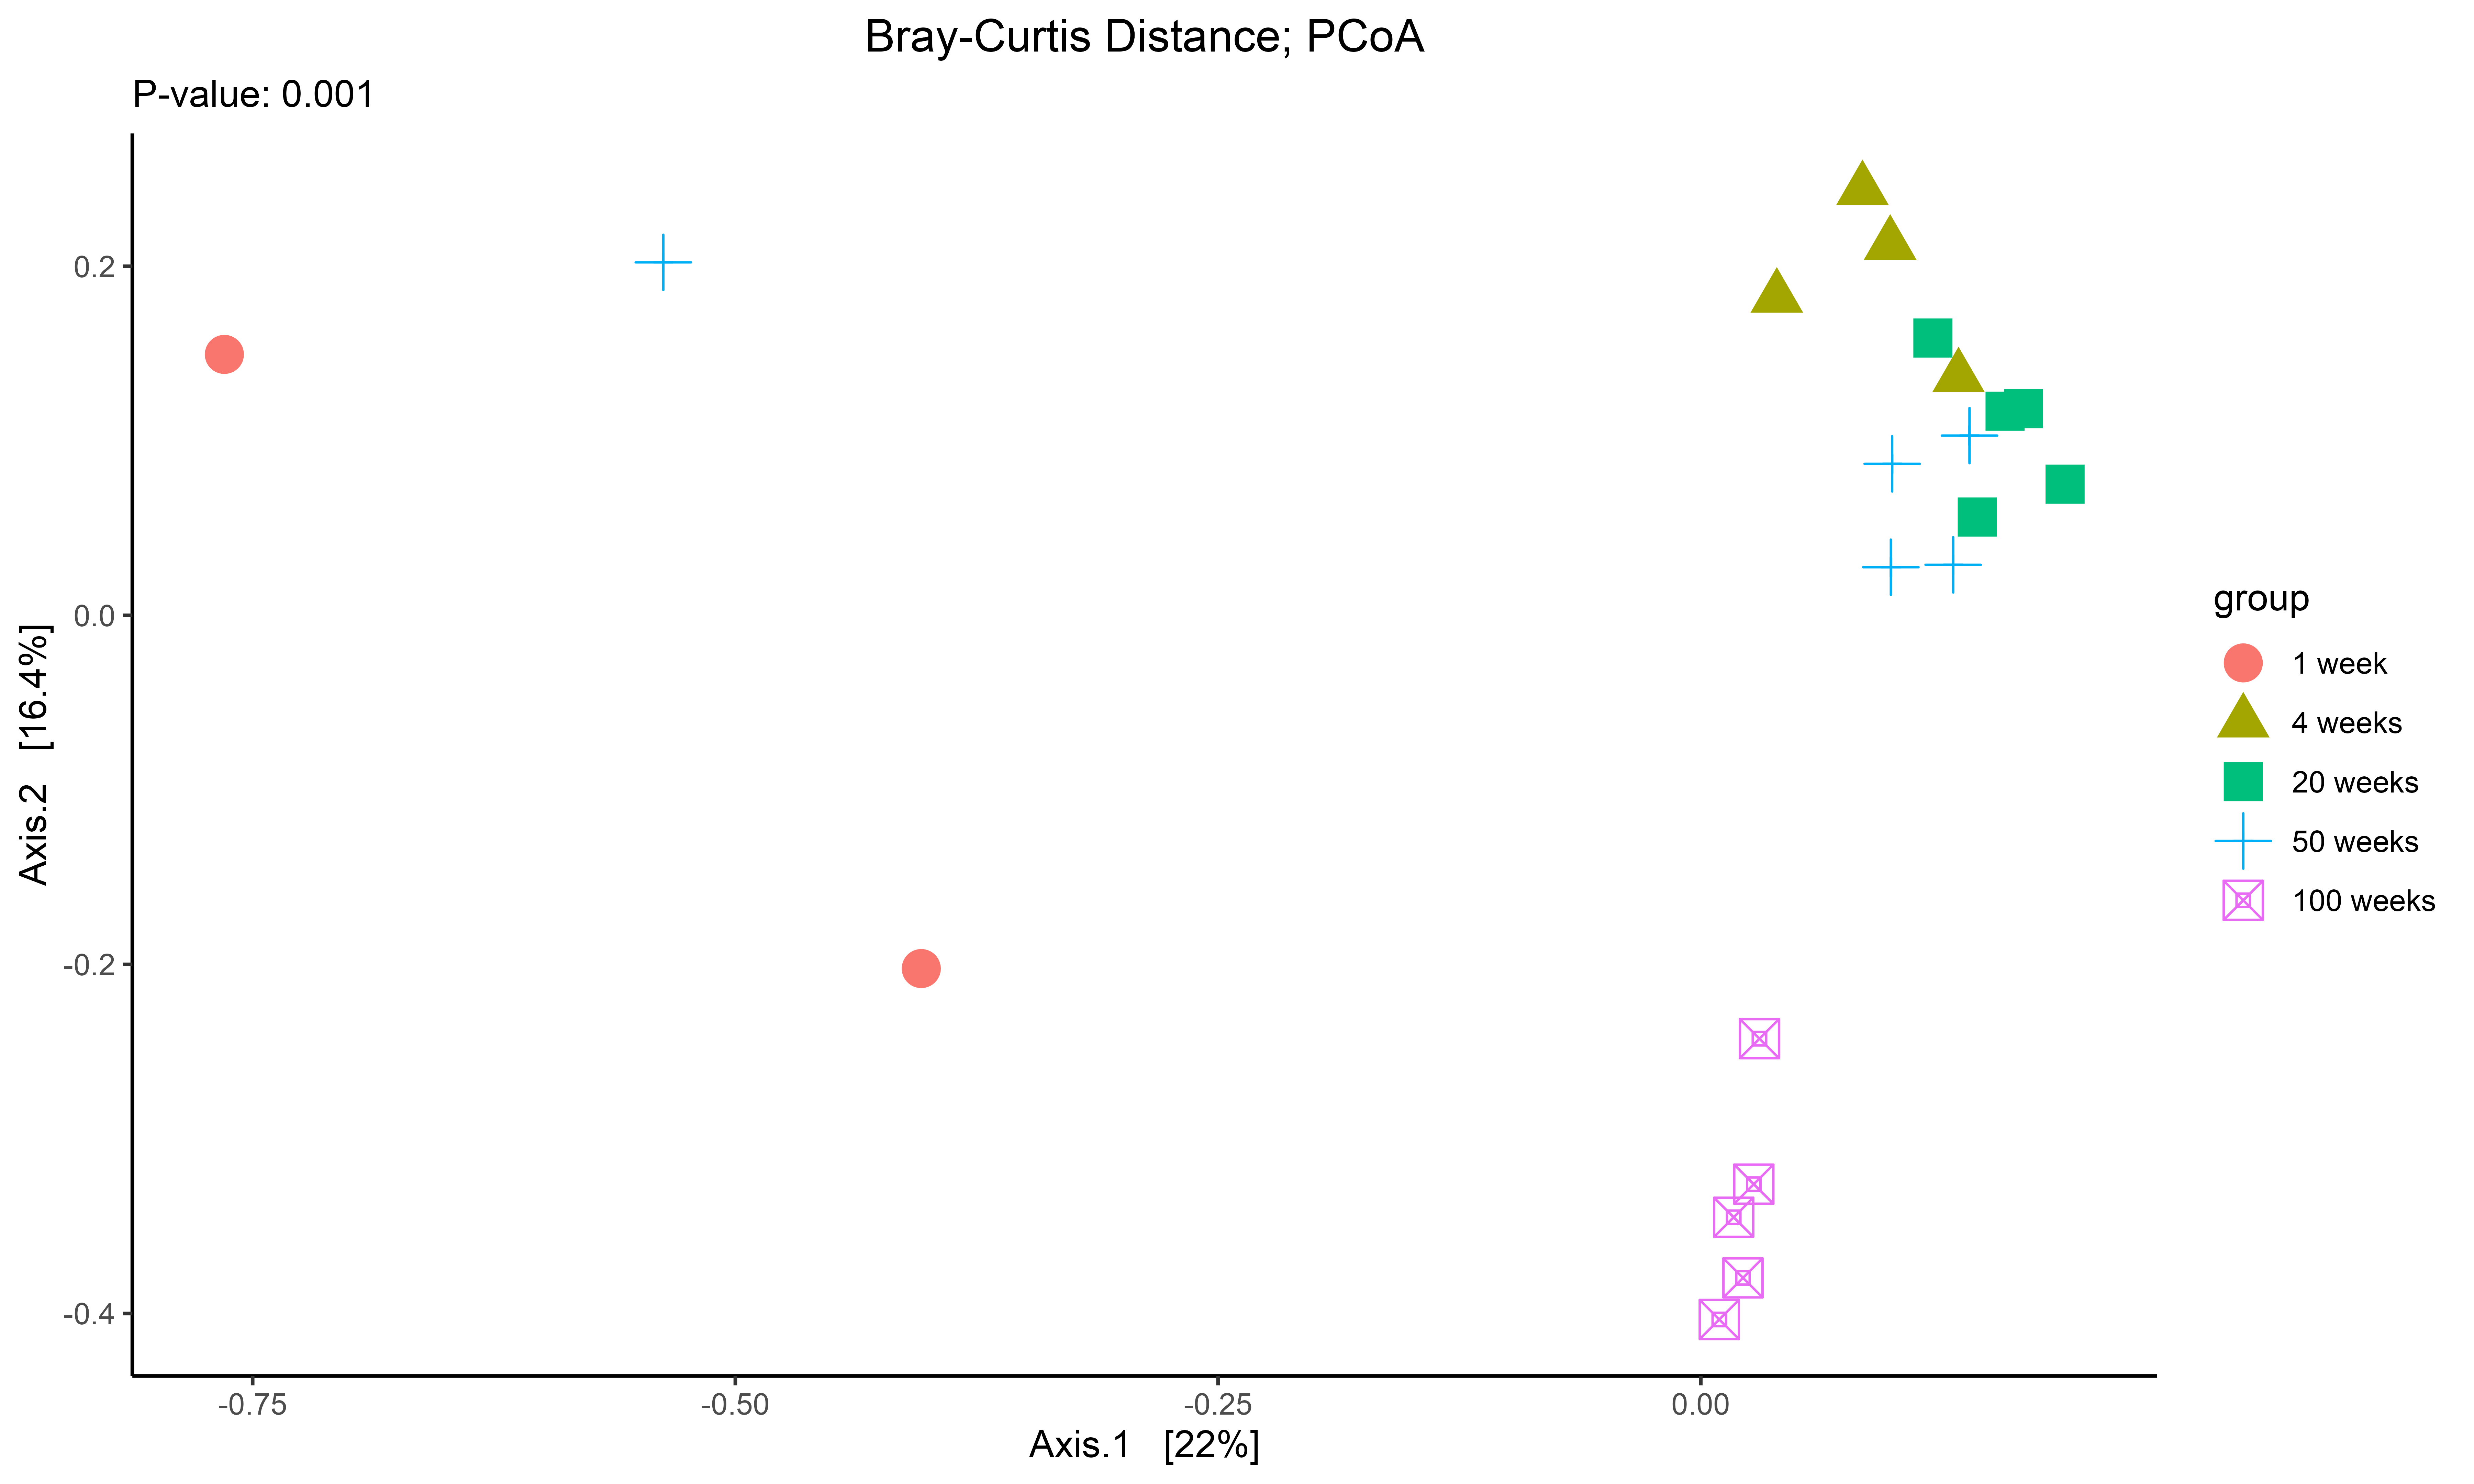 Bray-Curtis Distance; PCoA
P-value: 0.001
0.2
0.0
-0.2
-0.4
Axis.2 [16.4%]
-0.75
-0.50
-0.25
0.00
Axis.1 [22%]
group
1 week
4 weeks
20 weeks
50 weeks
100 weeks